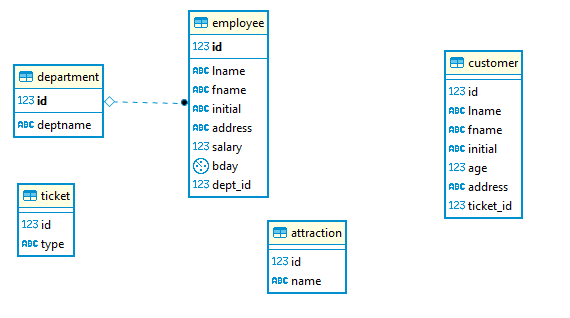 department
123 id
ABC deptname
employee
123 id
ABC lname
ABC fname
ABC initial
ABC address
123 salary
bday
123 dept_id
customer
123 id
ABC lname
ABC fname
ABC initial
123 age
ABC address
123 ticket_id
ticket
123 id
ABC type
attraction
123 id
ABC name